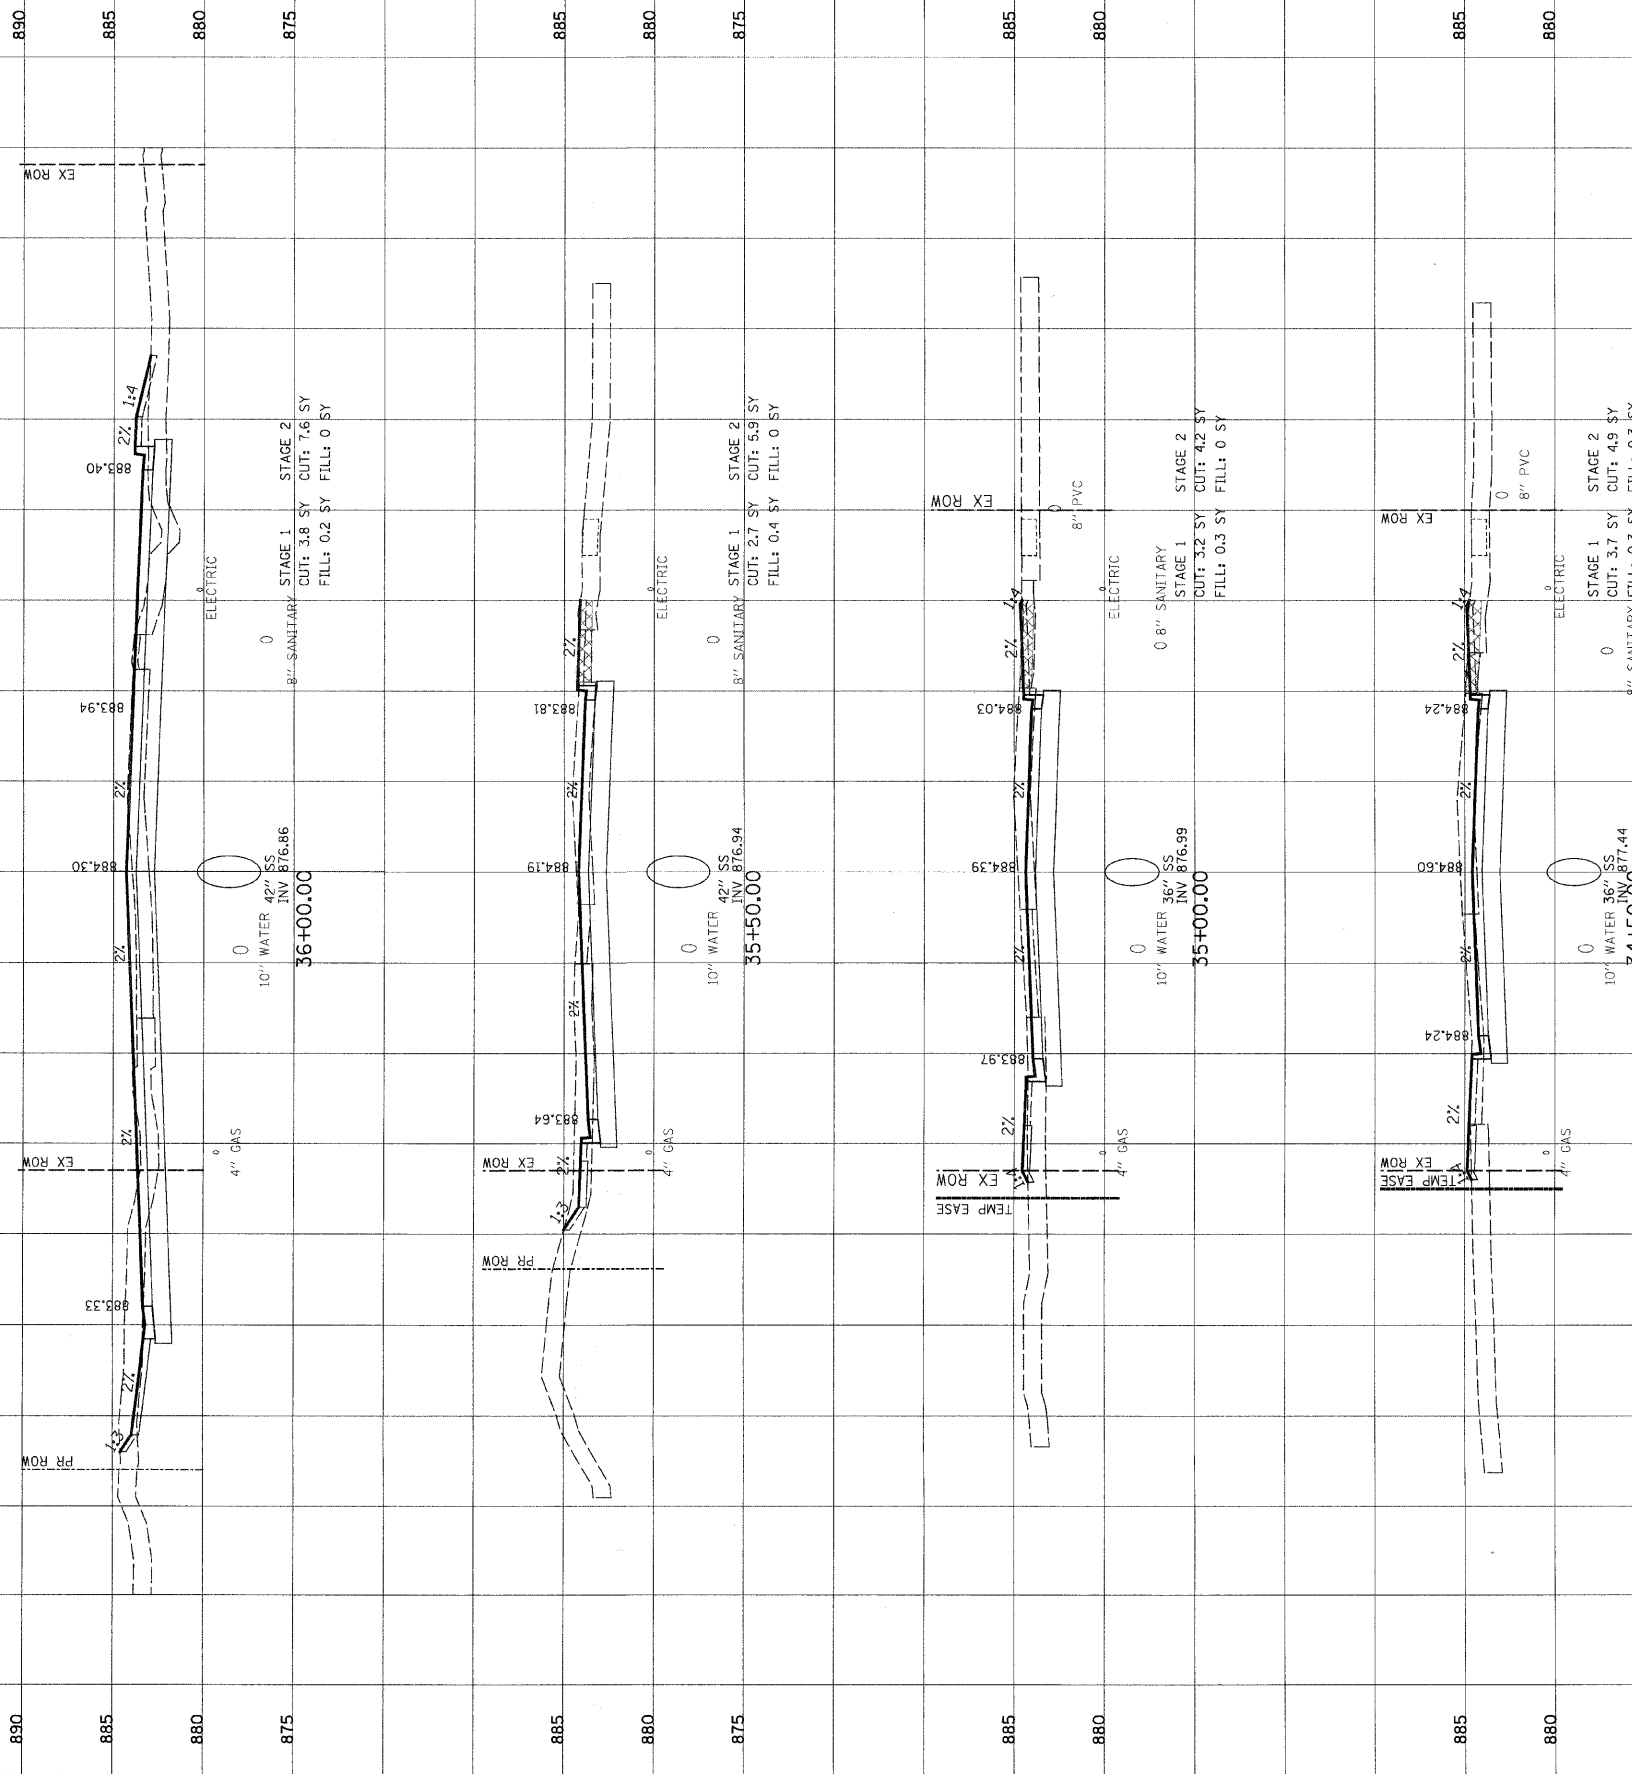 890
885
880
875
885
880
875
885
880
885
880
EX ROW
1:4
2%
883.40
ELECTRIC
STAGE 1 STAGE 2
CUT: 3.8 SY CUT: 7.6 SY
FILL: 0.2 SY FILL: 0 SY
8" SANITARY
883.94
2%
884.30
42" SS
INV 876.86
10" WATER
36+00.00
2%
2%
EX ROW
4" GAS
883.33
2%
1:3
PR ROW
ELECTRIC
STAGE 1 STAGE 2
CUT: 2.7 SY CUT: 5.9 SY
FILL: 0.4 SY FILL: 0 SY
8" SANITARY
2%
883.81
2%
884.19
42" SS
INV 876.94
10" WATER
35+50.00
2%
883.64
EX ROW
2%
4" GAS
1:3
PR ROW
EX ROW
8" PVC
ELECTRIC
8" SANITARY
STAGE 1 STAGE 2
CUT: 3.2 SY CUT: 4.2 SY
FILL: 0.3 SY FILL: 0 SY
1:4
2%
884.03
2%
884.39
36" SS
INV 876.99
10" WATER
35+00.00
2%
883.97
2%
4" GAS
EX ROW
TEMP EASE
EX ROW
8" PVC
ELECTRIC
STAGE 1 STAGE 2
CUT: 3.7 SY CUT: 4.9 SY
1:4
2%
884.24
2%
884.60
36" SS
INV 877.44
10" WATER
2%
884.24
2%
4" GAS
EX ROW
TEMP EASE
890
885
880
875
885
880
875
885
880
885
880